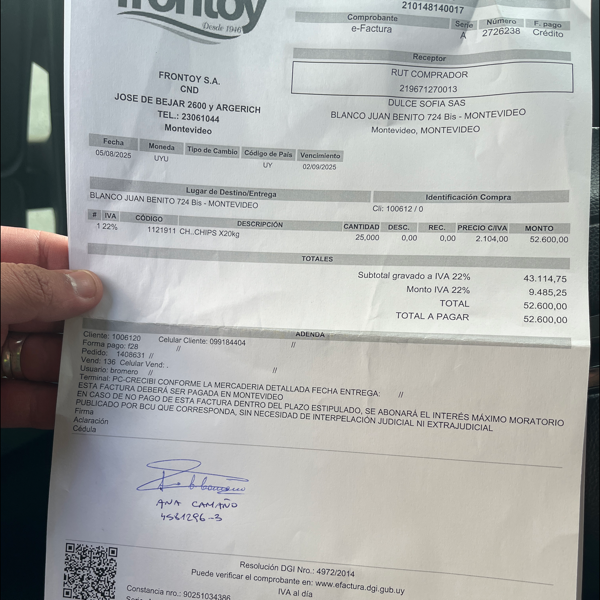 frontoy
Desde 1946
210148140017
Comprobante Serie Número F. pago
e-Factura A 2726238 Crédito
Receptor
RUT COMPRADOR
219671270013
DULCE SOFIA SAS
BLANCO JUAN BENITO 724 Bis - MONTEVIDEO
Montevideo, MONTEVIDEO
FRONTOY S.A.
CND
JOSE DE BEJAR 2600 y ARGERICH
TEL.: 23061044
Montevideo
Fecha Moneda Tipo de Cambio Código de País Vencimiento
05/08/2025 UYU UY 02/09/2025
Lugar de Destino/Entrega Identificación Compra
BLANCO JUAN BENITO 724 Bis - MONTEVIDEO Cli: 100612 / 0
# IVA CÓDIGO DESCRIPCIÓN CANTIDAD DESC. REC. PRECIO C/IVA MONTO
1 22% 1121911 CH..CHIPS X20kg 25,000 0,00 0,00 2.104,00 52.600,00
TOTALES
Subtotal gravado a IVA 22% 43.114,75
Monto IVA 22% 9.485,25
TOTAL 52.600,00
TOTAL A PAGAR 52.600,00
ADENDA
Cliente: 1006120 Celular Cliente: 099184404 //
Forma pago: f28 //
Pedido: 1408631 //
Vend: 136 Celular Vend: . //
Usuario: bromero //
Terminal: PC-CRECIBI CONFORME LA MERCADERIA DETALLADA FECHA ENTREGA: //
ESTA FACTURA DEBERÁ SER PAGADA EN MONTEVIDEO
EN CASO DE NO PAGO DE ESTA FACTURA DENTRO DEL PLAZO ESTIPULADO, SE ABONARÁ EL INTERÉS MÁXIMO MORATORIO
PUBLICADO POR BCU QUE CORRESPONDA, SIN NECESIDAD DE INTERPELACIÓN JUDICIAL NI EXTRAJUDICIAL
Firma
Aclaración
Cédula
ANA CAMAÑO
4561296-3
Resolución DGI Nro.: 4972/2014
Puede verificar el comprobante en: www.efactura.dgi.gub.uy
IVA al día
Constancia nro.: 90251034386